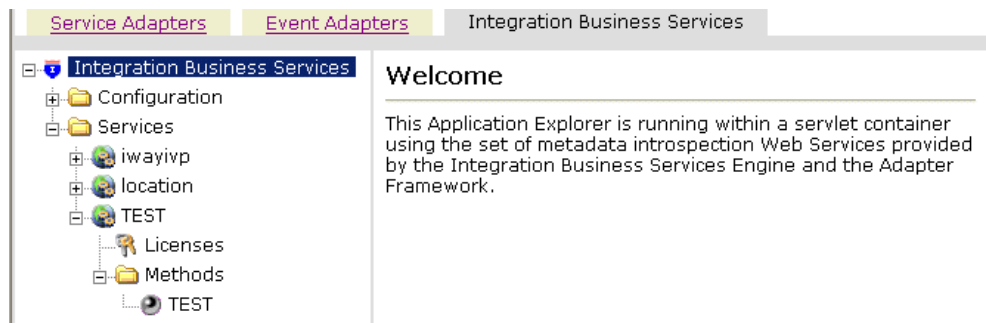 Service Adapters
Event Adapters
Integration Business Services
Integration Business Services
Configuration
Services
iwayivp
location
TEST
Licenses
Methods
TEST
Welcome
This Application Explorer is running within a servlet container
using the set of metadata introspection Web Services provided
by the Integration Business Services Engine and the Adapter
Framework.